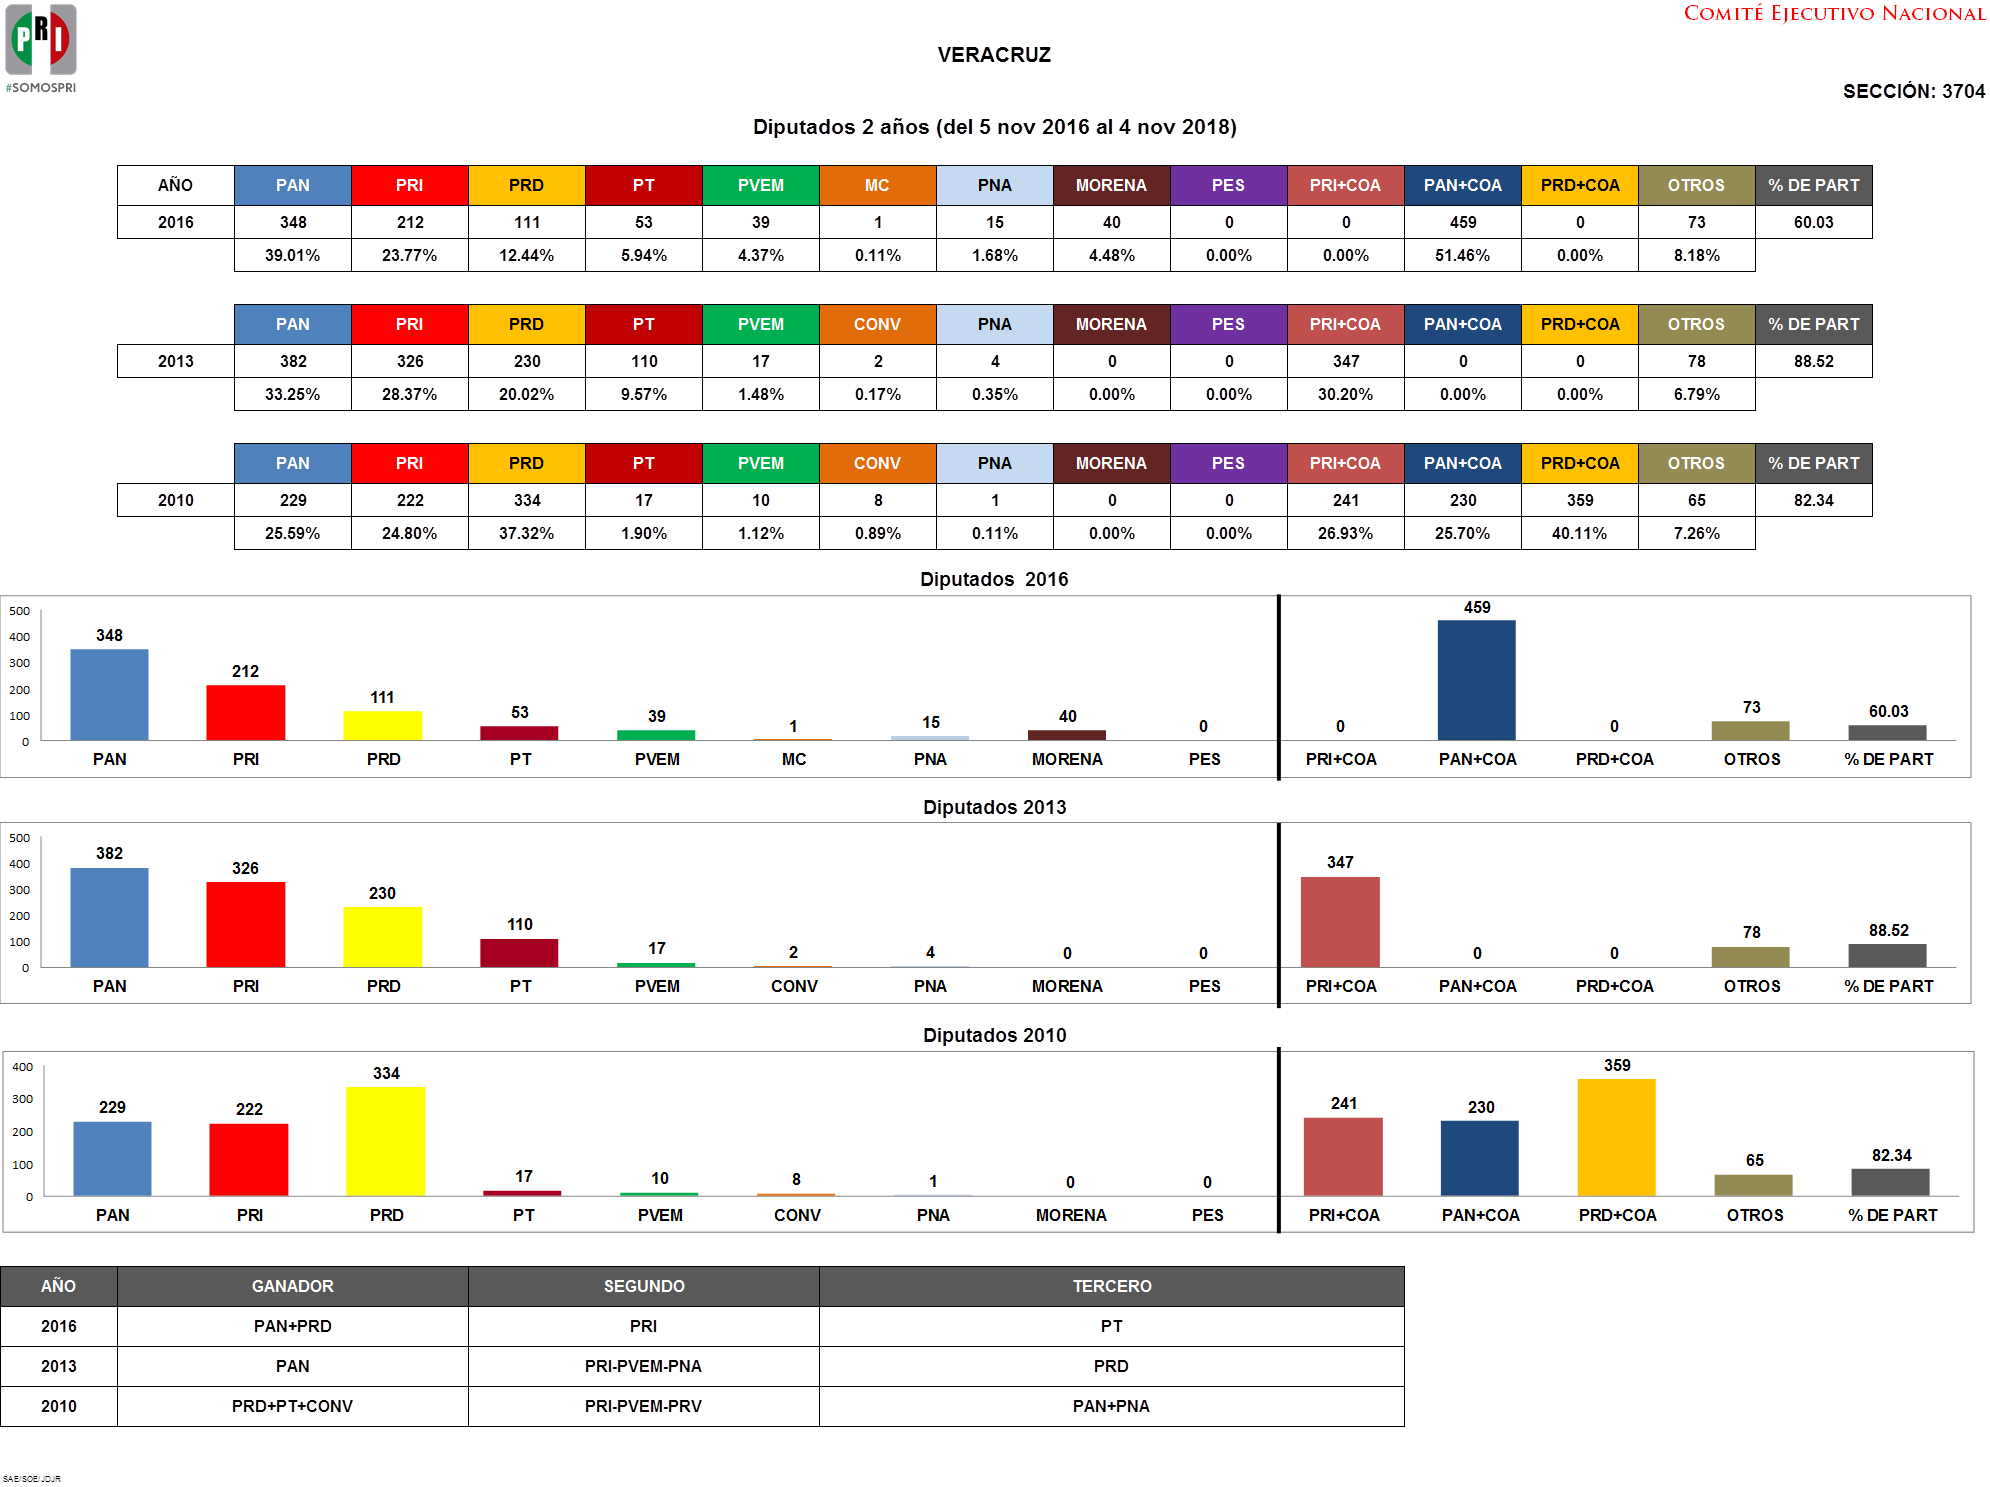 PRI
#SOMOSPRI
COMITÉ EJECUTIVO NACIONAL
VERACRUZ
SECCIÓN: 3704
Diputados 2 años (del 5 nov 2016 al 4 nov 2018)
AÑO PAN PRI PRD PT PVEM MC PNA MORENA PES PRI+COA PAN+COA PRD+COA OTROS % DE PART
2016 348 212 111 53 39 1 15 40 0 0 459 0 73 60.03
39.01% 23.77% 12.44% 5.94% 4.37% 0.11% 1.68% 4.48% 0.00% 0.00% 51.46% 0.00% 8.18%
PAN PRI PRD PT PVEM CONV PNA MORENA PES PRI+COA PAN+COA PRD+COA OTROS % DE PART
2013 382 326 230 110 17 2 4 0 0 347 0 0 78 88.52
33.25% 28.37% 20.02% 9.57% 1.48% 0.17% 0.35% 0.00% 0.00% 30.20% 0.00% 0.00% 6.79%
PAN PRI PRD PT PVEM CONV PNA MORENA PES PRI+COA PAN+COA PRD+COA OTROS % DE PART
2010 229 222 334 17 10 8 1 0 0 241 230 359 65 82.34
25.59% 24.80% 37.32% 1.90% 1.12% 0.89% 0.11% 0.00% 0.00% 26.93% 25.70% 40.11% 7.26%
Diputados 2016
500
400
300
200
100
0
348 212 111 53 39 1 15 40 0 0 459 0 73 60.03
PAN PRI PRD PT PVEM MC PNA MORENA PES PRI+COA PAN+COA PRD+COA OTROS % DE PART
Diputados 2013
500
400
300
200
100
0
382 326 230 110 17 2 4 0 0 347 0 0 78 88.52
PAN PRI PRD PT PVEM CONV PNA MORENA PES PRI+COA PAN+COA PRD+COA OTROS % DE PART
Diputados 2010
400
300
200
100
0
229 222 334 17 10 8 1 0 0 241 230 359 65 82.34
PAN PRI PRD PT PVEM CONV PNA MORENA PES PRI+COA PAN+COA PRD+COA OTROS % DE PART
AÑO GANADOR SEGUNDO TERCERO
2016 PAN+PRD PRI PT
2013 PAN PRI-PVEM-PNA PRD
2010 PRD+PT+CONV PRI-PVEM-PRV PAN+PNA
SAE/SOE/JDJR